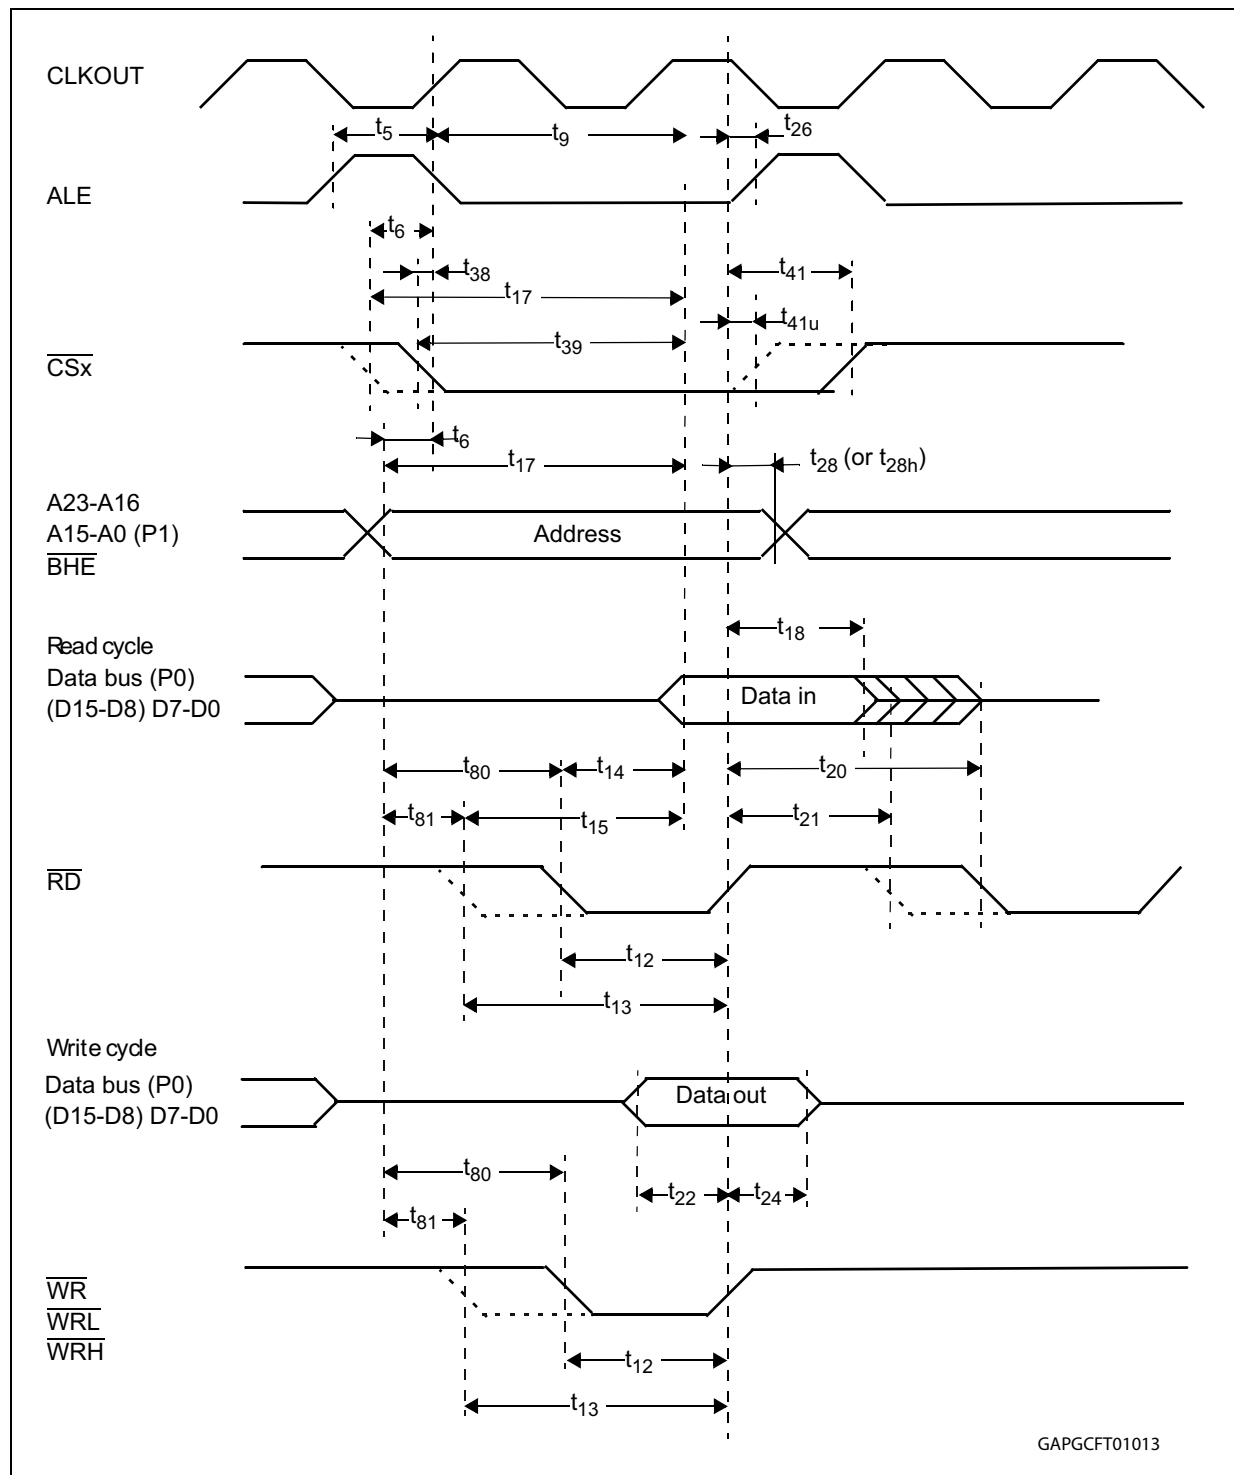 CLKOUT
t5
t9
t26
ALE
t6
t38
t41
t17
t41u
t39
CSx
t6
t17
t28 (or t28h)
A23-A16
A15-A0 (P1)
Address
BHE
t18
Read cycle
Data bus (P0)
Data in
(D15-D8) D7-D0
t80
t14
t20
t81
t15
t21
RD
t12
t13
Write cycle
Data bus (P0)
Data out
(D15-D8) D7-D0
t80
t22
t24
t81
WR
WRL
WRH
t12
t13
GAPGCFT01013